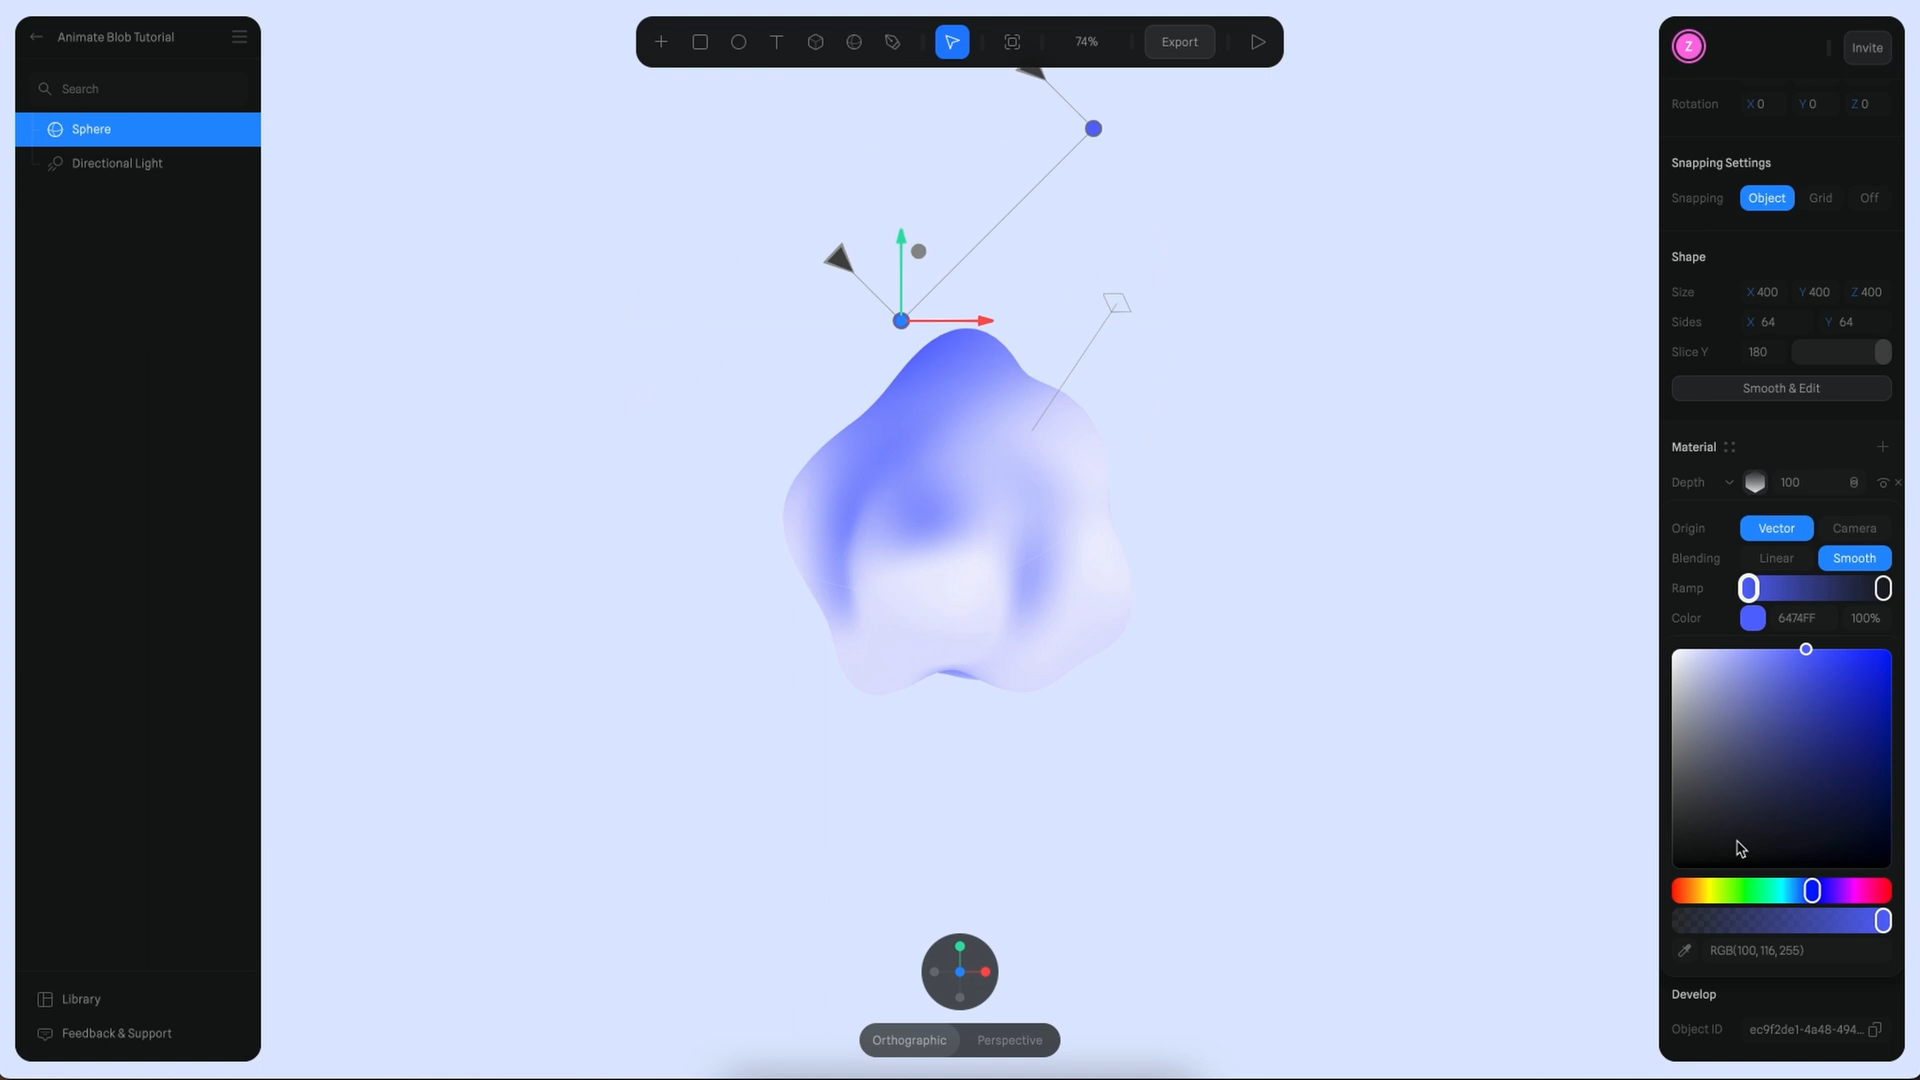 Animate Blob Tutorial
Search
Sphere
Directional Light
Library
Feedback & Support
74%
Export
Orthographic
Perspective
Z
Invite
Rotation X 0 Y 0 Z 0
Snapping Settings
Snapping Object Grid Off
Shape
Size X 400 Y 400 Z 400
Sides X 64 Y 64
Slice Y 180
Smooth & Edit
Material
Depth 100
Origin Vector Camera
Blending Linear Smooth
Ramp
Color 6474FF 100%
RGB(100, 116, 255)
Develop
Object ID ec9f2de1-4a48-494...